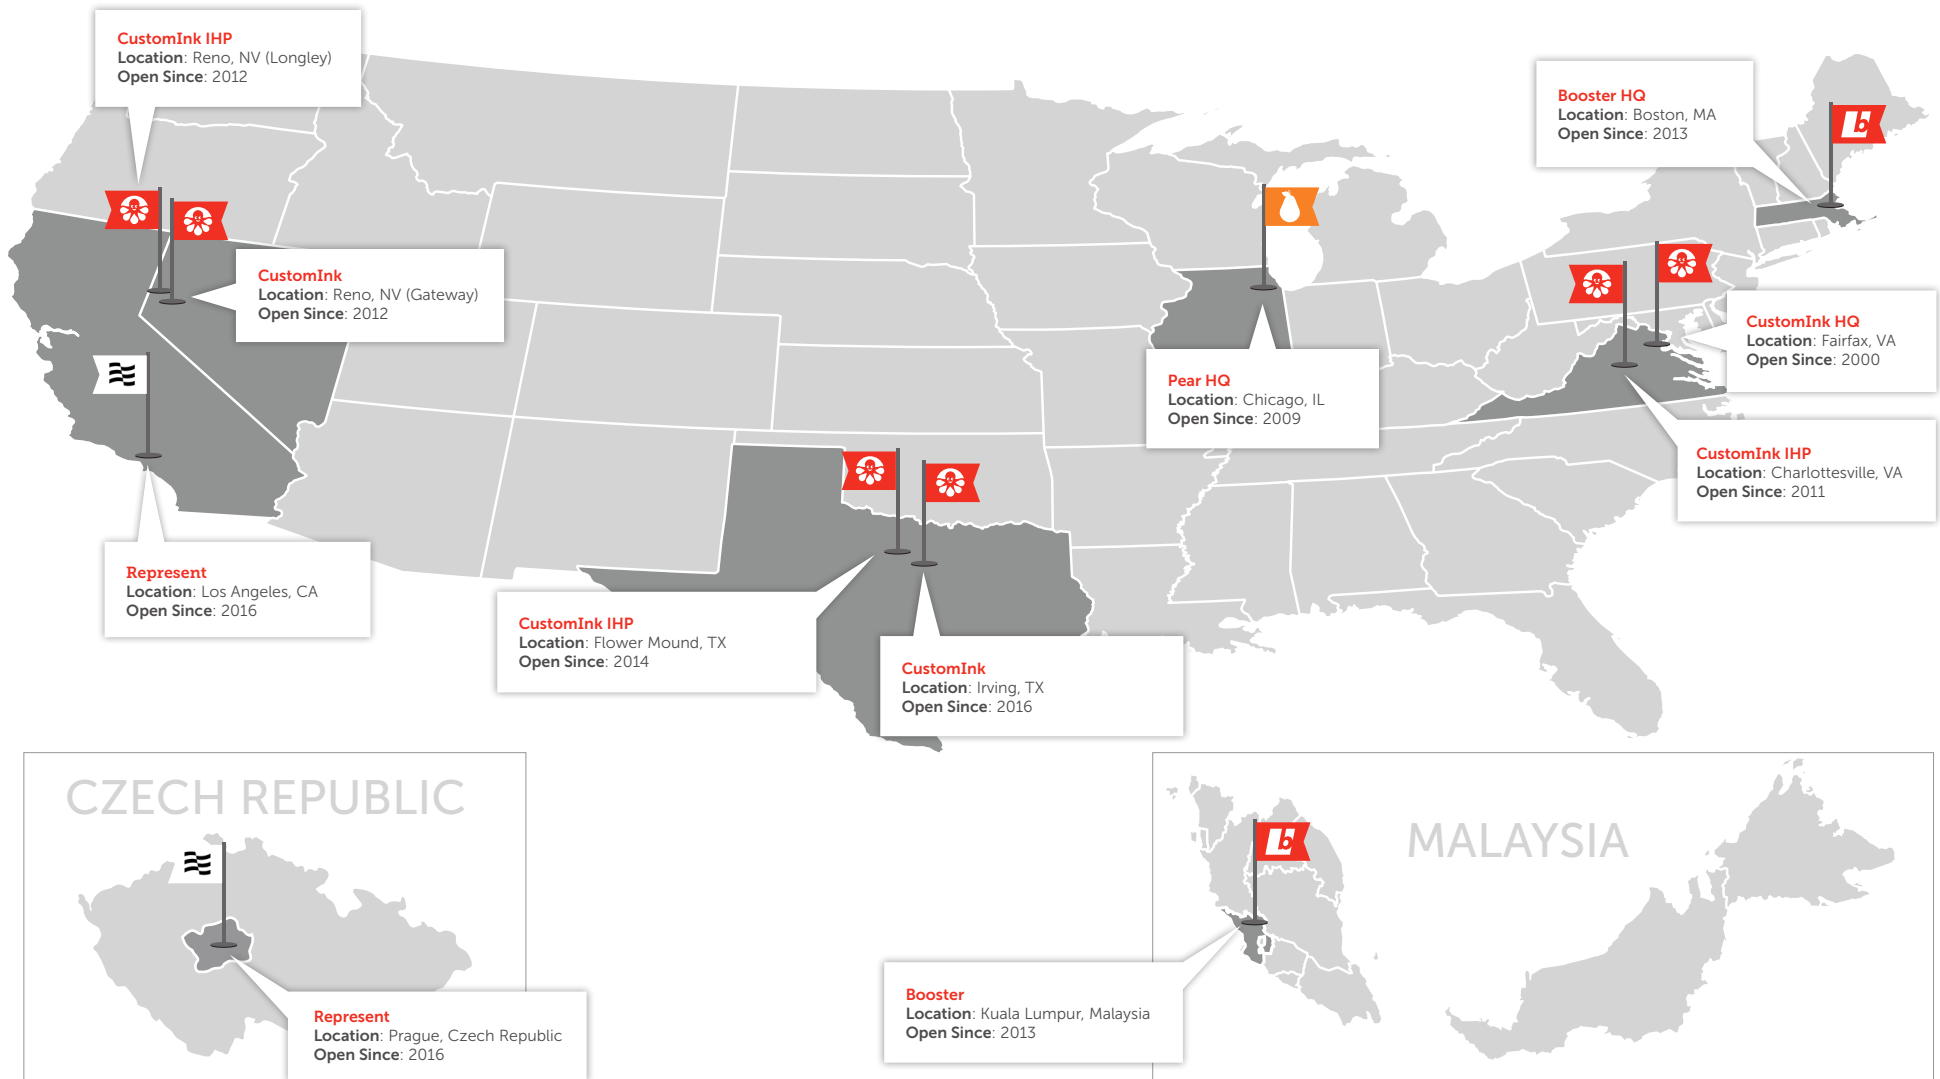 CustomInk IHP
Location: Reno, NV (Longley)
Open Since: 2012
Booster HQ
Location: Boston, MA
Open Since: 2013
CustomInk
Location: Reno, NV (Gateway)
Open Since: 2012
CustomInk HQ
Location: Fairfax, VA
Open Since: 2000
Pear HQ
Location: Chicago, IL
Open Since: 2009
CustomInk IHP
Location: Charlottesville, VA
Open Since: 2011
Represent
Location: Los Angeles, CA
Open Since: 2016
CustomInk IHP
Location: Flower Mound, TX
Open Since: 2014
CustomInk
Location: Irving, TX
Open Since: 2016
CZECH REPUBLIC
Represent
Location: Prague, Czech Republic
Open Since: 2016
MALAYSIA
Booster
Location: Kuala Lumpur, Malaysia
Open Since: 2013